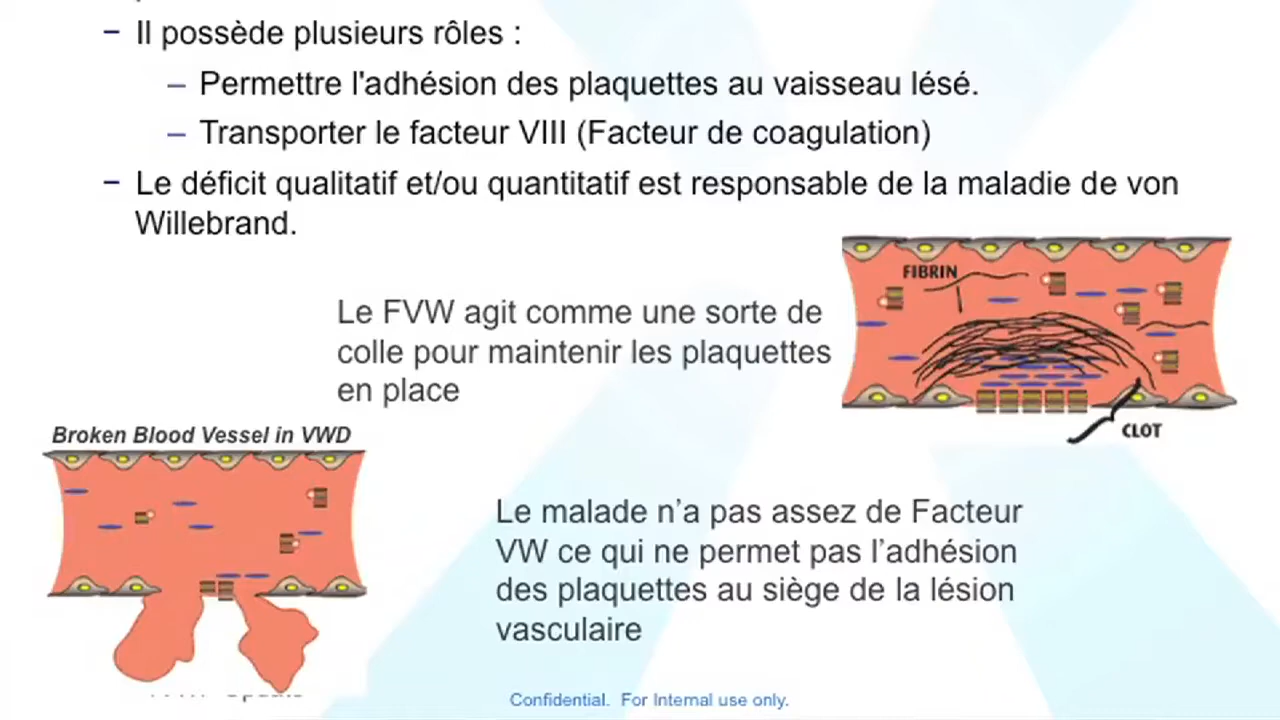 − Il possède plusieurs rôles :
– Permettre l'adhésion des plaquettes au vaisseau lésé.
– Transporter le facteur VIII (Facteur de coagulation)
− Le déficit qualitatif et/ou quantitatif est responsable de la maladie de von
Willebrand.
FIBRIN
Le FVW agit comme une sorte de
colle pour maintenir les plaquettes
en place
CLOT
Broken Blood Vessel in VWD
Le malade n’a pas assez de Facteur
VW ce qui ne permet pas l’adhésion
des plaquettes au siège de la lésion
vasculaire
Confidential. For Internal use only.